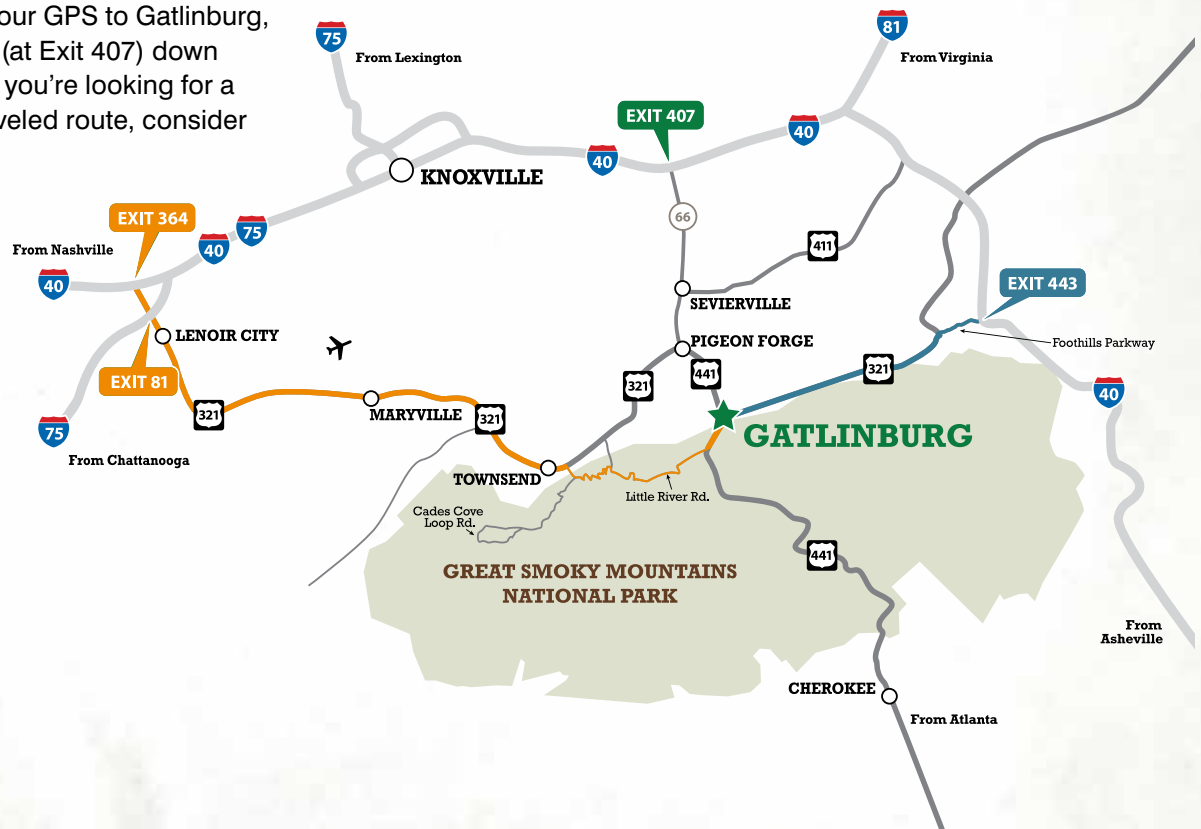 our GPS to Gatlinburg,
(at Exit 407) down
you’re looking for a
veled route, consider
75
From Lexington
81
From Virginia
EXIT 407
40
40
KNOXVILLE
EXIT 364
66
75
40
From Nashville
40
411
EXIT 443
SEVIERVILLE
LENOIR CITY
PIGEON FORGE
Foothills Parkway
EXIT 81
321
441
321
40
321
MARYVILLE
321
75
GATLINBURG
From Chattanooga
TOWNSEND
Little River Rd.
Cades Cove
Loop Rd.
441
GREAT SMOKY MOUNTAINS
NATIONAL PARK
From
Asheville
CHEROKEE
From Atlanta